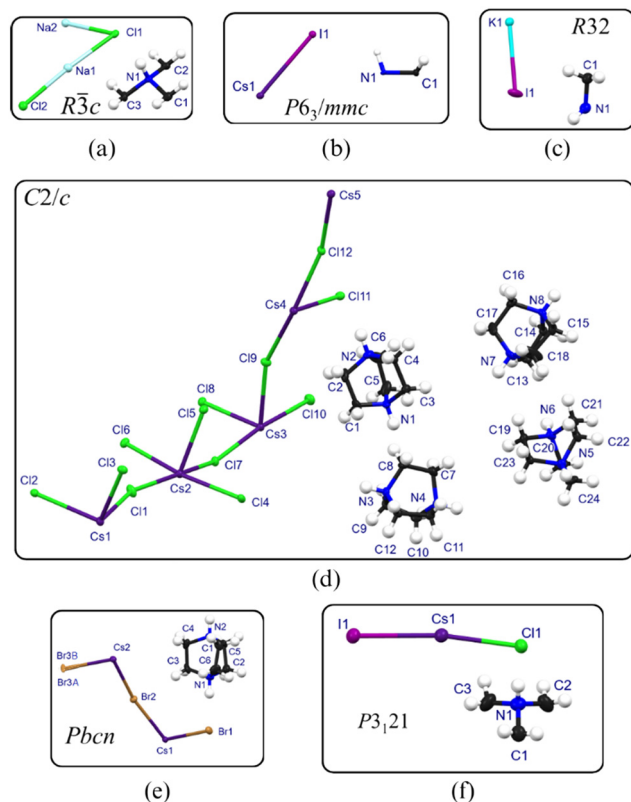 Na2
Cl1
Na1
N1
C2
Cl2
C3
C1
R3̅c
(a)
I1
Cs1
N1
C1
P6₃/mmc
(b)
K1
R32
C1
I1
N1
(c)
C2/c
Cs5
Cl12
Cs4
Cl11
Cl9
Cl8
Cl5
Cl10
Cl6
Cs3
Cl3
Cl7
Cl2
Cs2
Cl1
Cl4
Cs1
C6
N2
C4
C2
C5
C3
C1
N1
C8
C7
N3
N4
C9
C12
C10
C11
C16
N8
C17
C14
C15
N7
C18
C13
N6
C21
C19
C20
N5
C22
C23
C24
(d)
N2
C4
Br3B
Cs2
C1
C5
Br3A
C3
C6
C2
N1
Br2
Pbcn
Cs1
Br1
(e)
I1
Cs1
Cl1
C3
C2
N1
P3₁21
C1
(f)